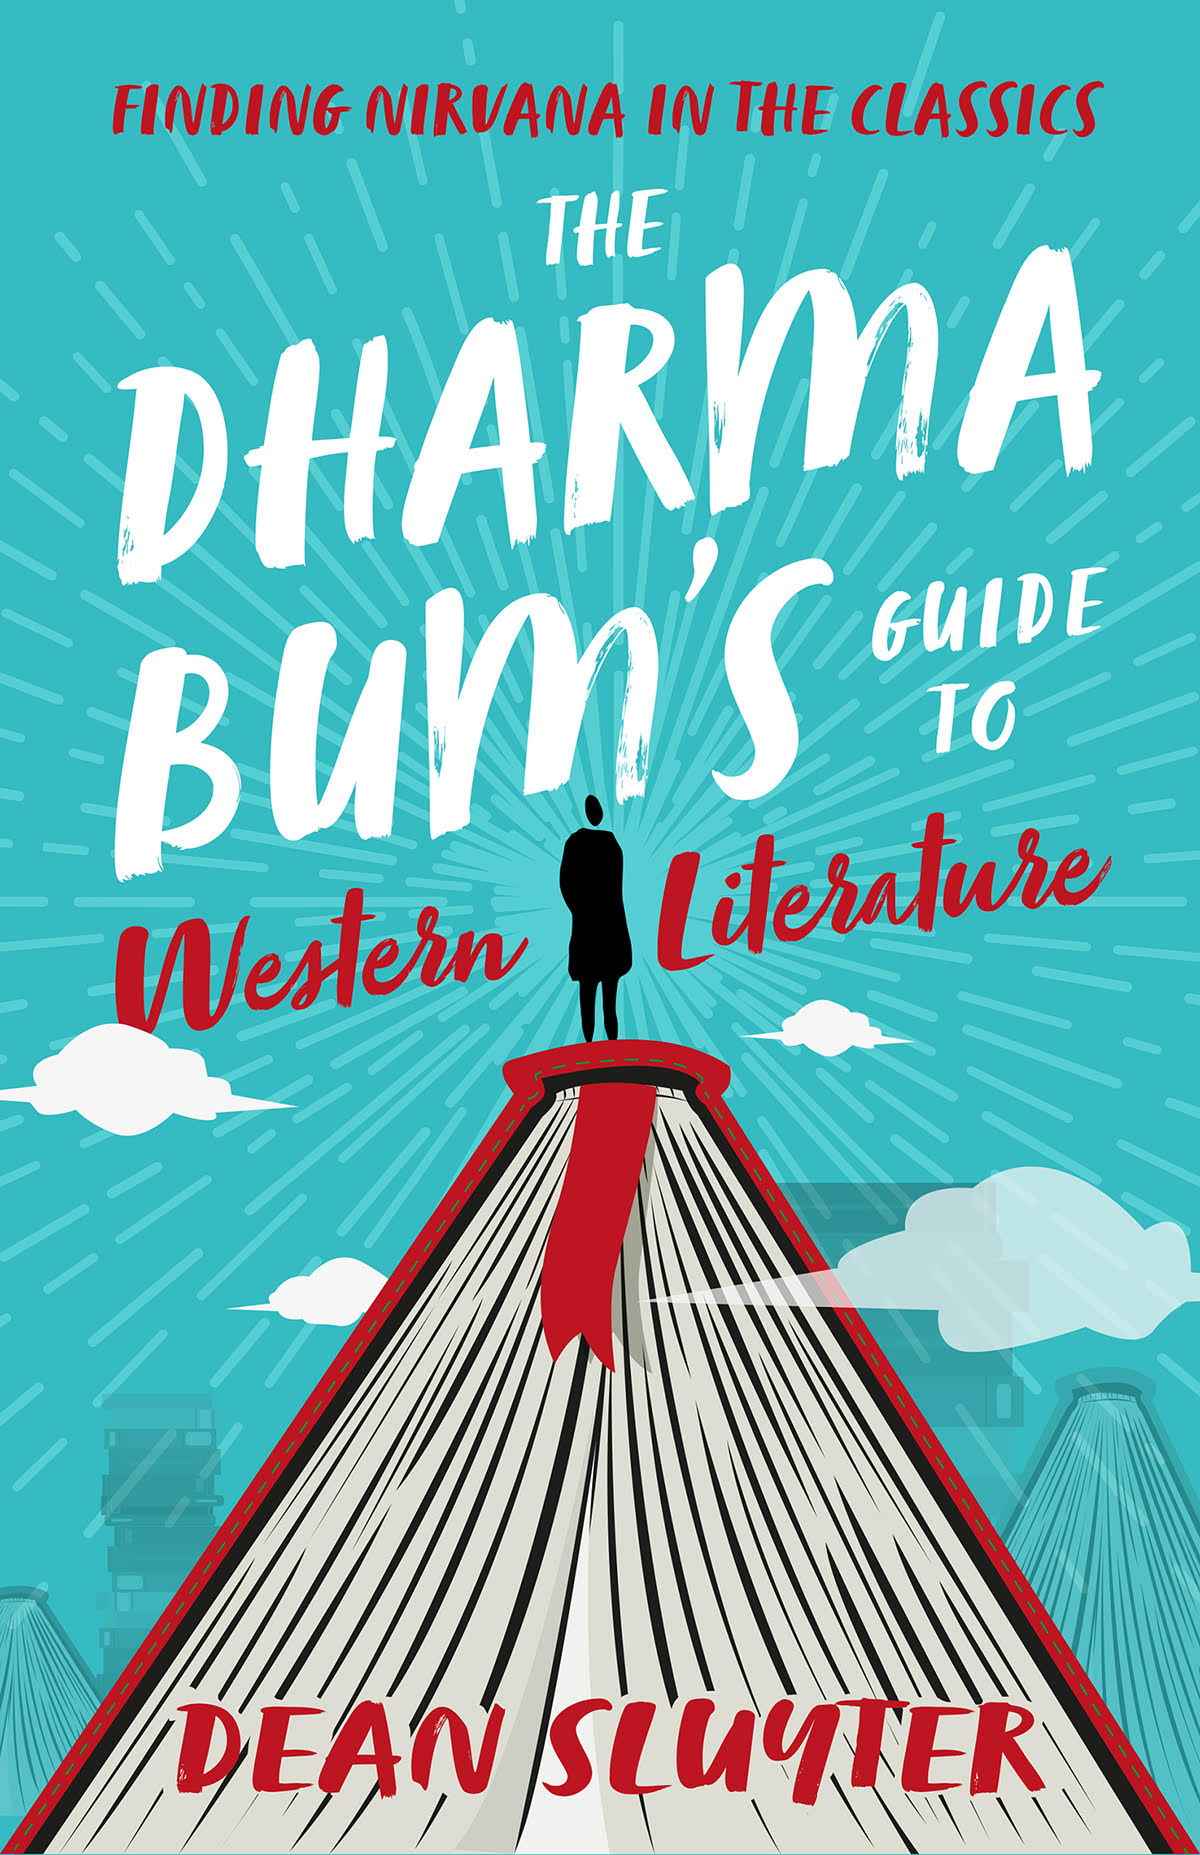 FINDING NIRVANA IN THE CLASSICS
THE
DHARMA
BUM'S
GUIDE
TO
Western Literature
DEAN SLUYTER